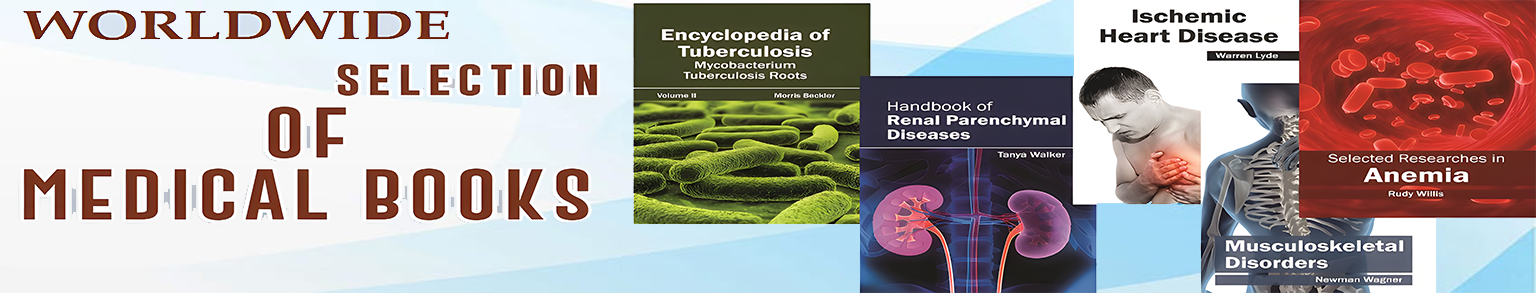 WORLDWIDE
SELECTION
OF
MEDICAL BOOKS
Encyclopedia of
Tuberculosis
Mycobacterium
Tuberculosis Roots
Volume II Morris Beckler
Handbook of
Renal Parenchymal
Diseases
Tanya Walker
Ischemic
Heart Disease
Warren Lyde
Musculoskeletal
Disorders
Newman Wagner
Selected Researches in
Anemia
Rudy Willis